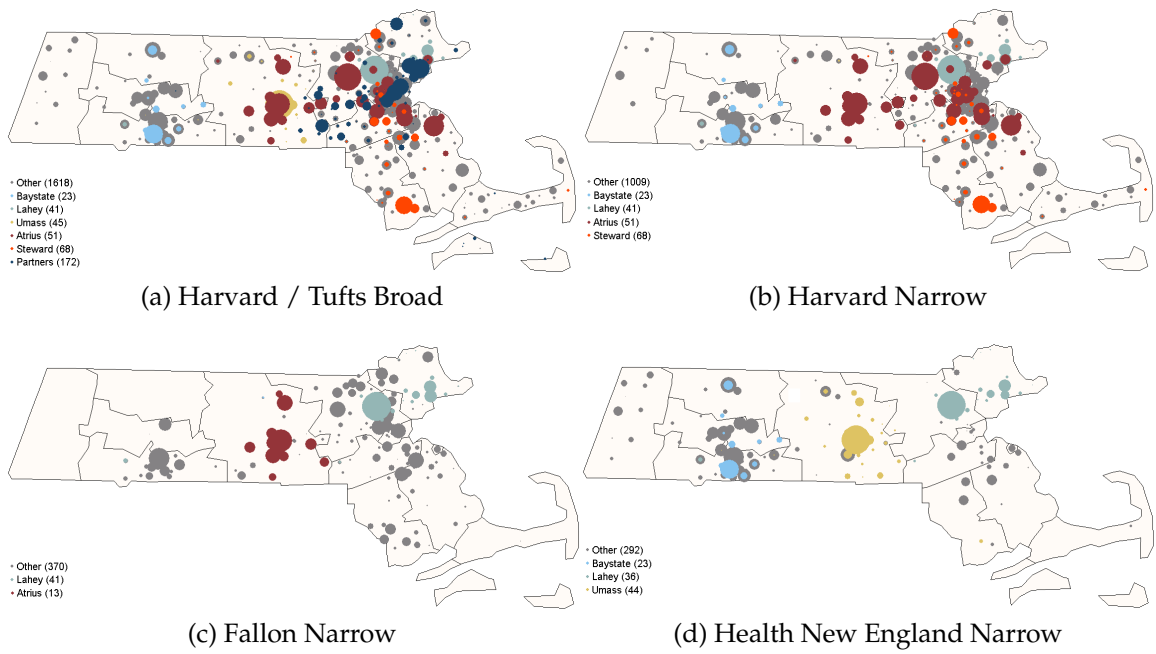 Other (1618)
Baystate (23)
Lahey (41)
Umass (45)
Atrius (51)
Steward (68)
Partners (172)
(a) Harvard / Tufts Broad
Other (1009)
Baystate (23)
Lahey (41)
Atrius (51)
Steward (68)
(b) Harvard Narrow
Other (370)
Lahey (41)
Atrius (13)
(c) Fallon Narrow
Other (292)
Baystate (23)
Lahey (36)
Umass (44)
(d) Health New England Narrow